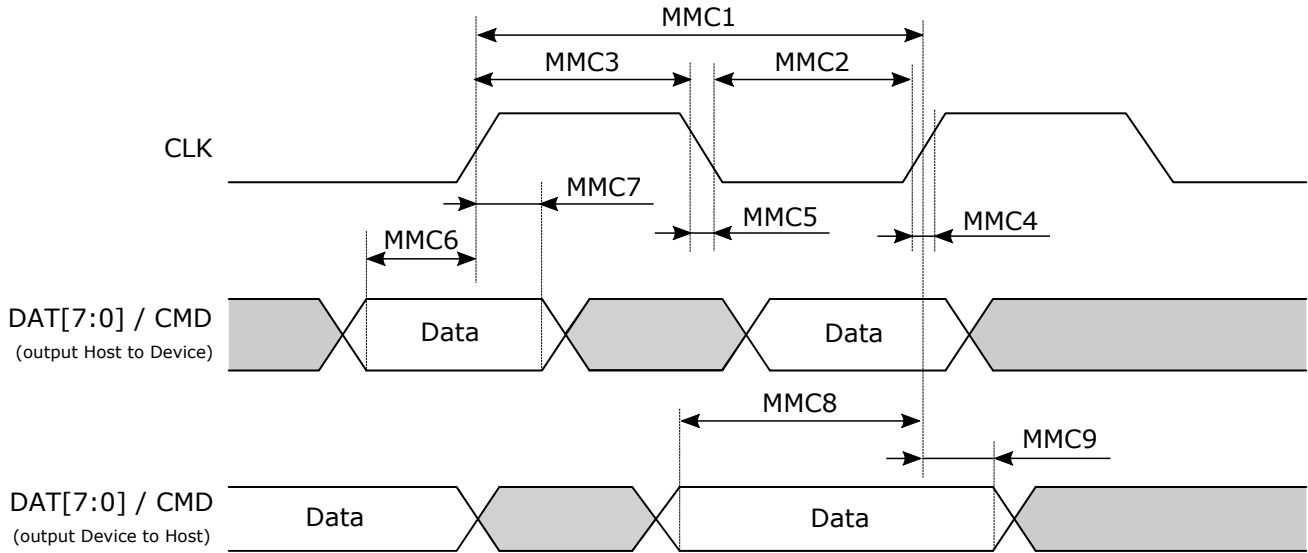 MMC1
MMC3
MMC2
CLK
MMC7
MMC5
MMC4
MMC6
DAT[7:0] / CMD
(output Host to Device)
Data
Data
MMC8
MMC9
DAT[7:0] / CMD
(output Device to Host)
Data
Data